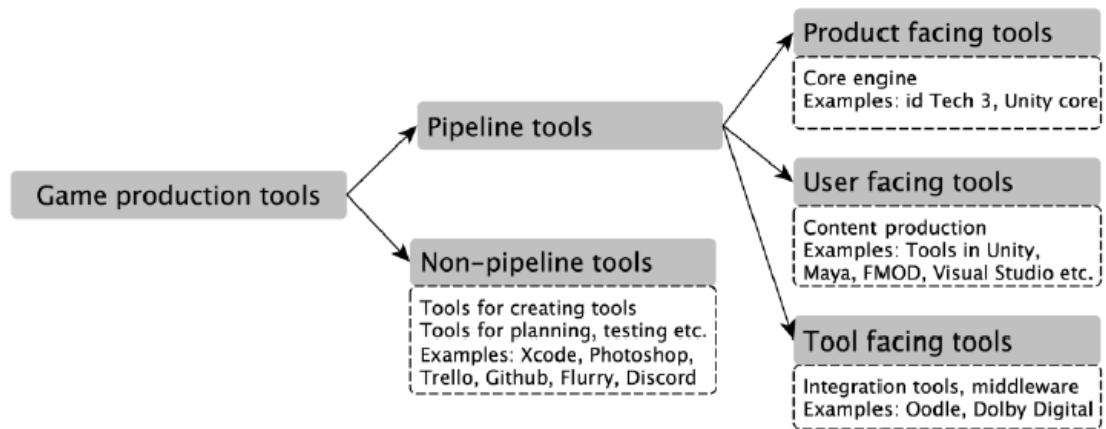 Game production tools
Pipeline tools
Non-pipeline tools
Tools for creating tools
Tools for planning, testing etc.
Examples: Xcode, Photoshop,
Trello, Github, Flurry, Discord
Product facing tools
Core engine
Examples: id Tech 3, Unity core
User facing tools
Content production
Examples: Tools in Unity,
Maya, FMOD, Visual Studio etc.
Tool facing tools
Integration tools, middleware
Examples: Oodle, Dolby Digital